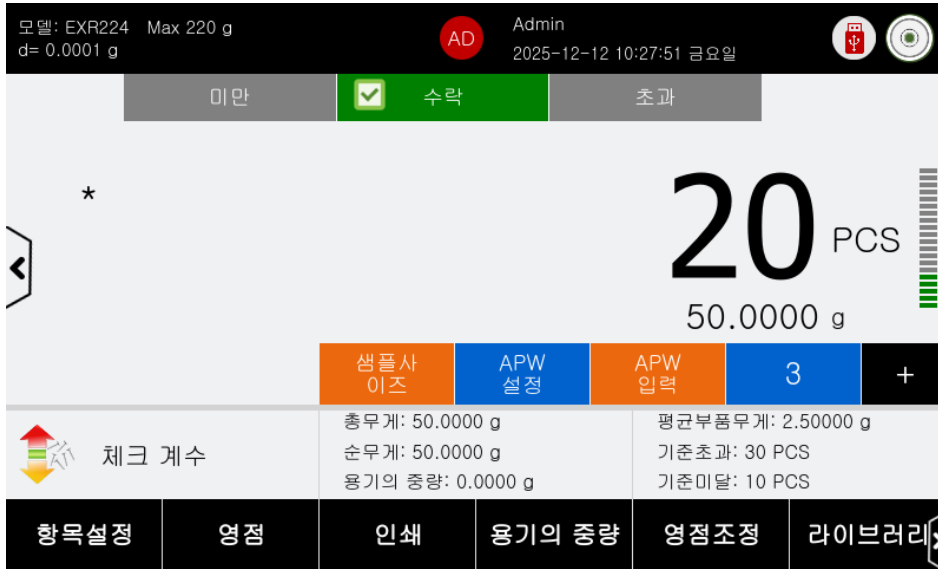 모델: EXR224 Max 220 g
d= 0.0001 g
AD
Admin
2025-12-12 10:27:51 금요일
미만
수락
초과
*
20 PCS
50.0000 g
샘플사
이즈
APW
설정
APW
입력
3
+
체크 계수
총무게: 50.0000 g
순무게: 50.0000 g
용기의 중량: 0.0000 g
평균부품무게: 2.50000 g
기준초과: 30 PCS
기준미달: 10 PCS
항목설정
영점
인쇄
용기의 중량
영점조정
라이브러리